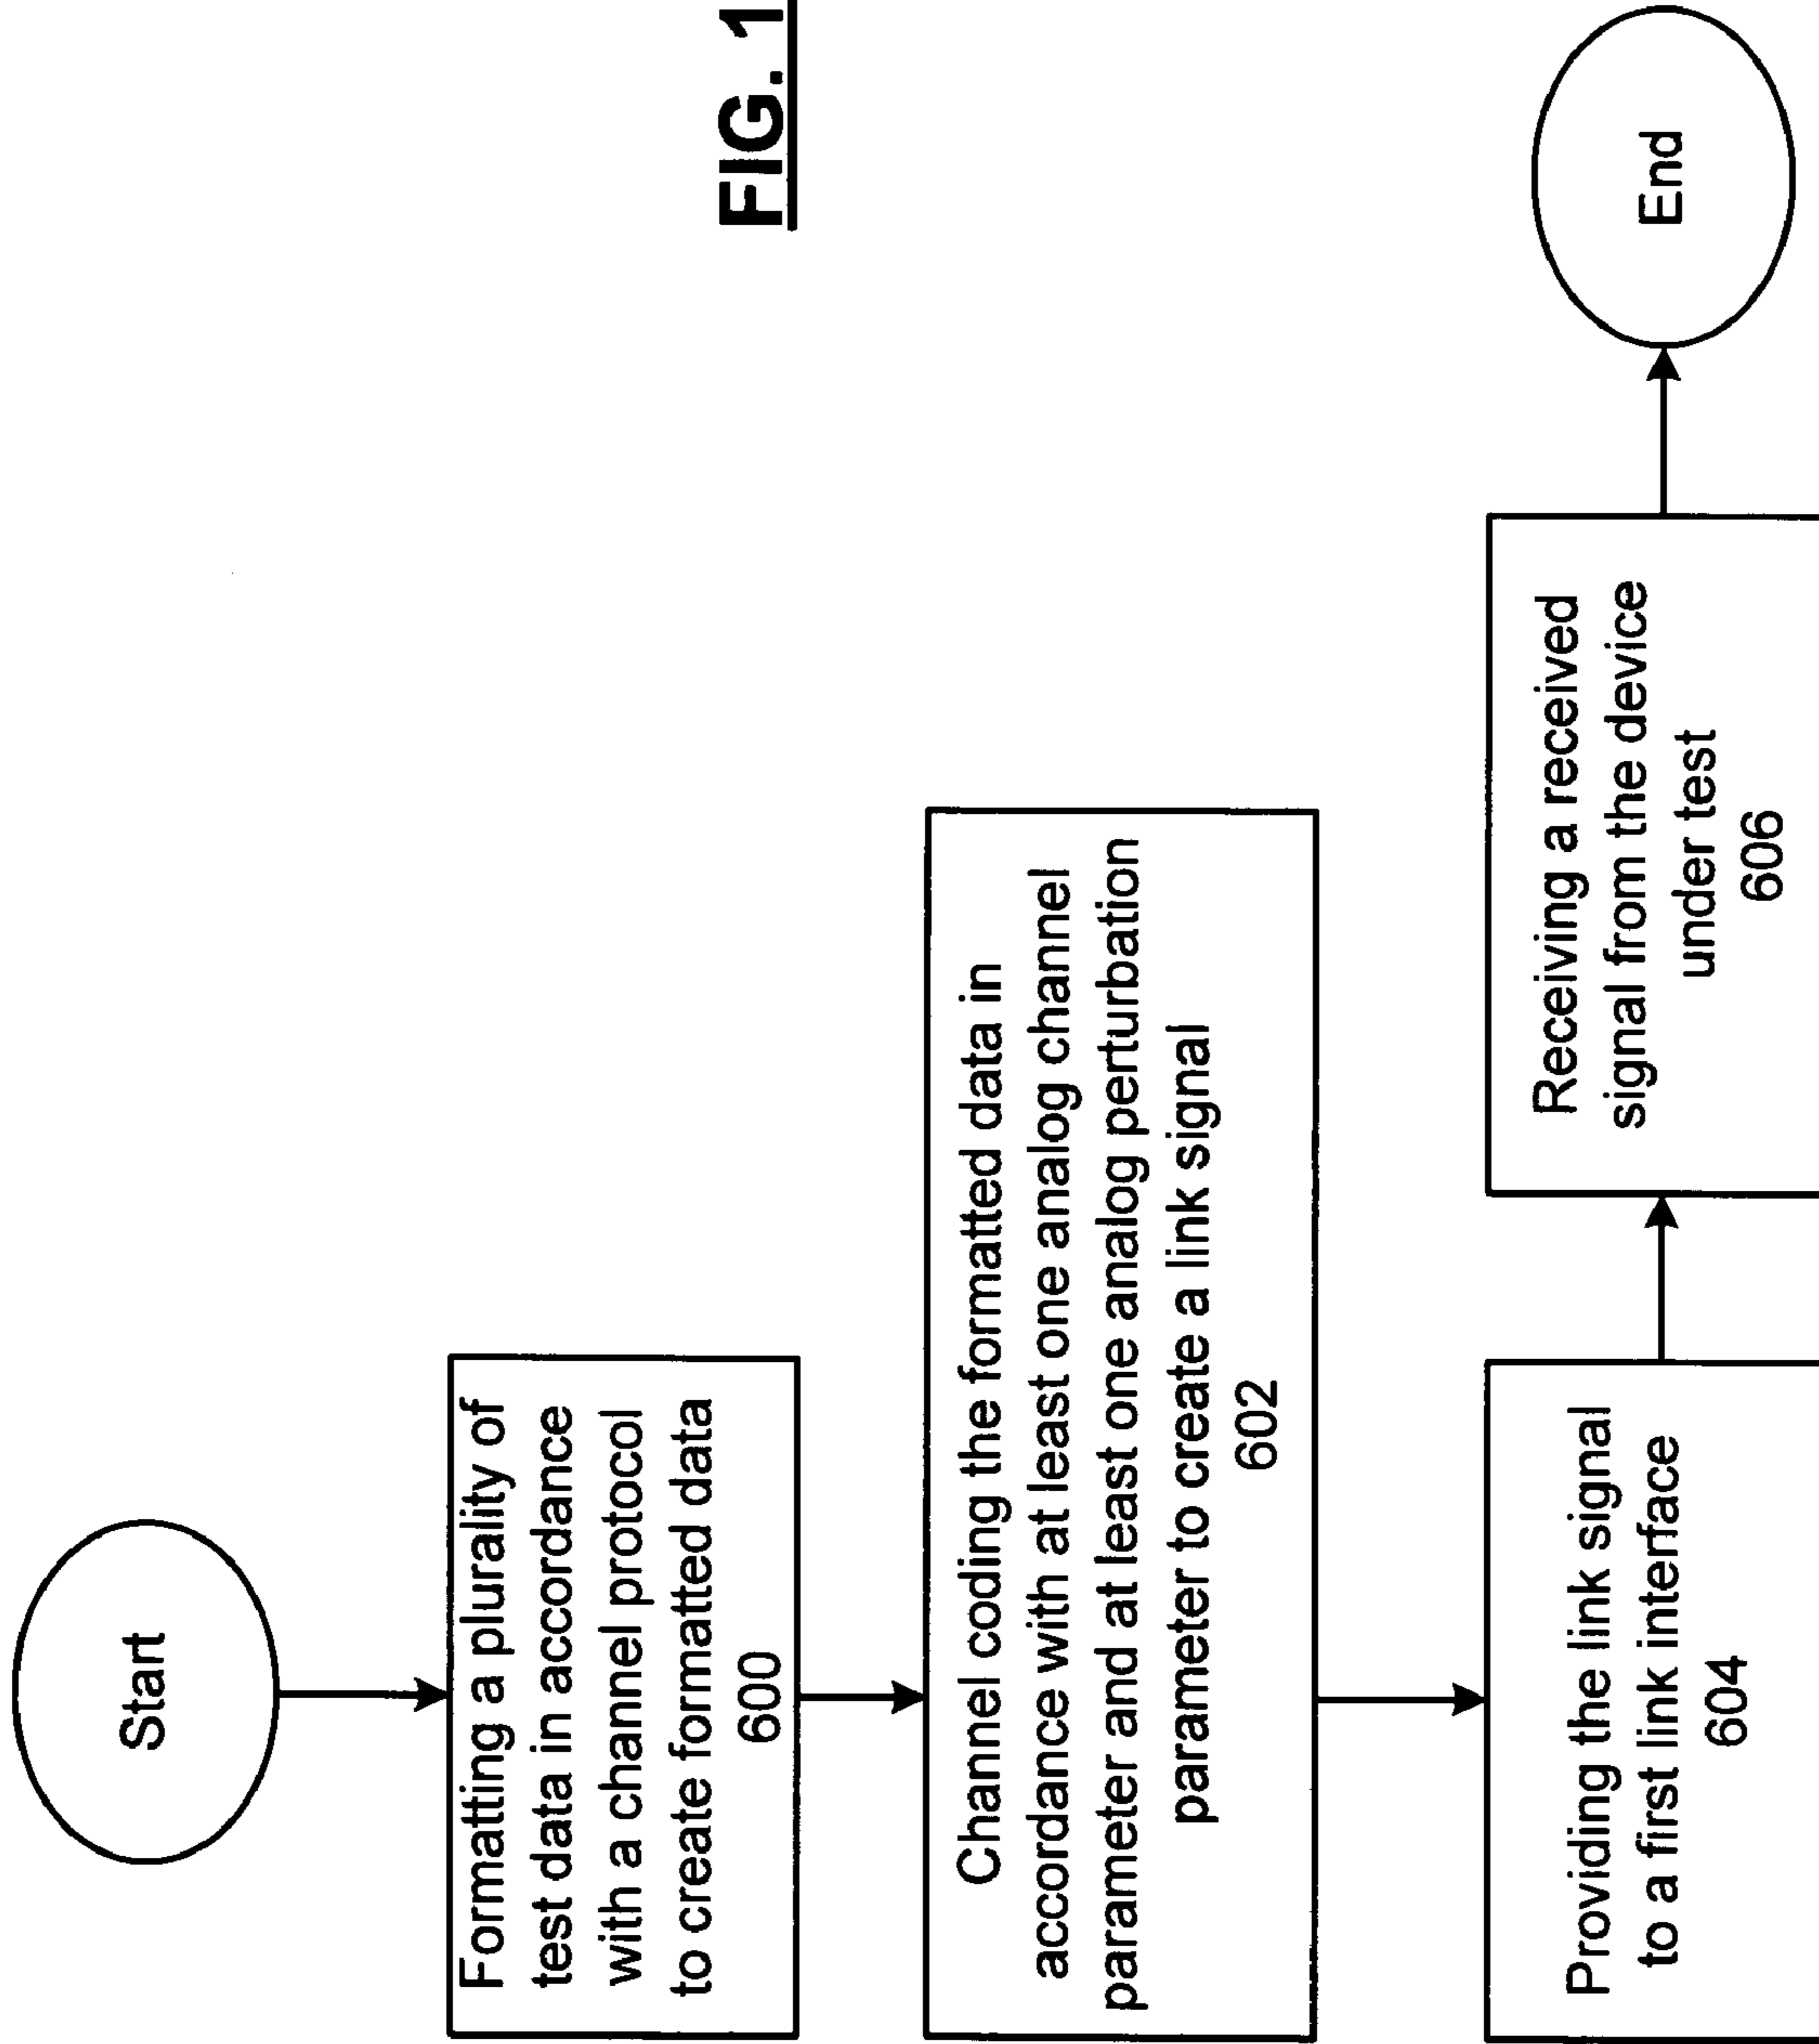 FIG. 1
Start
Formatting a plurality of
test data in accordance
with a channel protocol
to create formatted data
600
Channel coding the formatted data in
accordance with at least one analog channel
parameter and at least one analog perturbation
parameter to create a link signal
602
Providing the link signal
to a first link interface
604
Receiving a received
signal from the device
under test
606
End